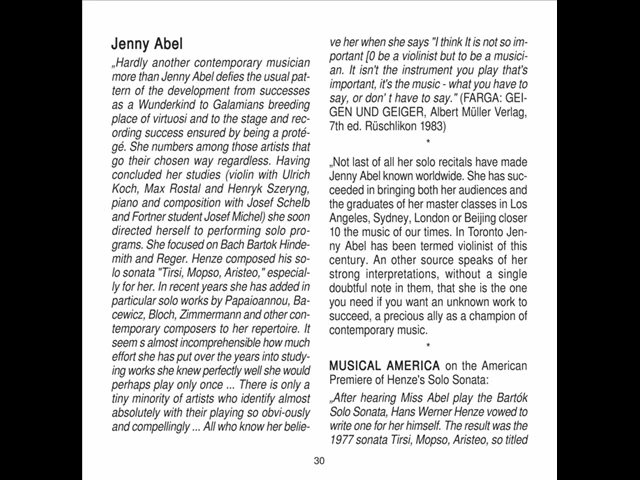 Jenny Abel
„Hardly another contemporary musician
more than Jenny Abel defies the usual pat-
tern of the development from successes
as a Wunderkind to Galamians breeding
place of virtuosi and to the stage and rec-
ording success ensured by being a proté-
gé. She numbers among those artists that
go their chosen way regardless. Having
concluded her studies (violin with Ulrich
Koch, Max Rostal and Henryk Szeryng,
piano and composition with Josef Schelb
and Fortner student Josef Michel) she soon
directed herself to performing solo pro-
grams. She focused on Bach Bartok Hinde-
mith and Reger. Henze composed his so-
lo sonata "Tirsi, Mopso, Aristeo," especial-
ly for her. In recent years she has added in
particular solo works by Papaioannou, Ba-
cewicz, Bloch, Zimmermann and other con-
temporary composers to her repertoire. It
seem s almost incomprehensible how much
effort she has put over the years into study-
ing works she knew perfectly well she would
perhaps play only once ... There is only a
tiny minority of artists who identify almost
absolutely with their playing so obvi-ously
and compellingly ... All who know her belie-
ve her when she says "I think It is not so im-
portant [0 be a violinist but to be a musici-
an. It isn't the instrument you play that's
important, it's the music - what you have to
say, or don' t have to say." (FARGA: GEI-
GEN UND GEIGER, Albert Müller Verlag,
7th ed. Rüschlikon 1983)
*
„Not last of all her solo recitals have made
Jenny Abel known worldwide. She has suc-
ceeded in bringing both her audiences and
the graduates of her master classes in Los
Angeles, Sydney, London or Beijing closer
10 the music of our times. In Toronto Jen-
ny Abel has been termed violinist of this
century. An other source speaks of her
strong interpretations, without a single
doubtful note in them, that she is the one
you need if you want an unknown work to
succeed, a precious ally as a champion of
contemporary music.
*
MUSICAL AMERICA on the American
Premiere of Henze's Solo Sonata:
„After hearing Miss Abel play the Bartók
Solo Sonata, Hans Werner Henze vowed to
write one for her himself. The result was the
1977 sonata Tirsi, Mopso, Aristeo, so titled
30